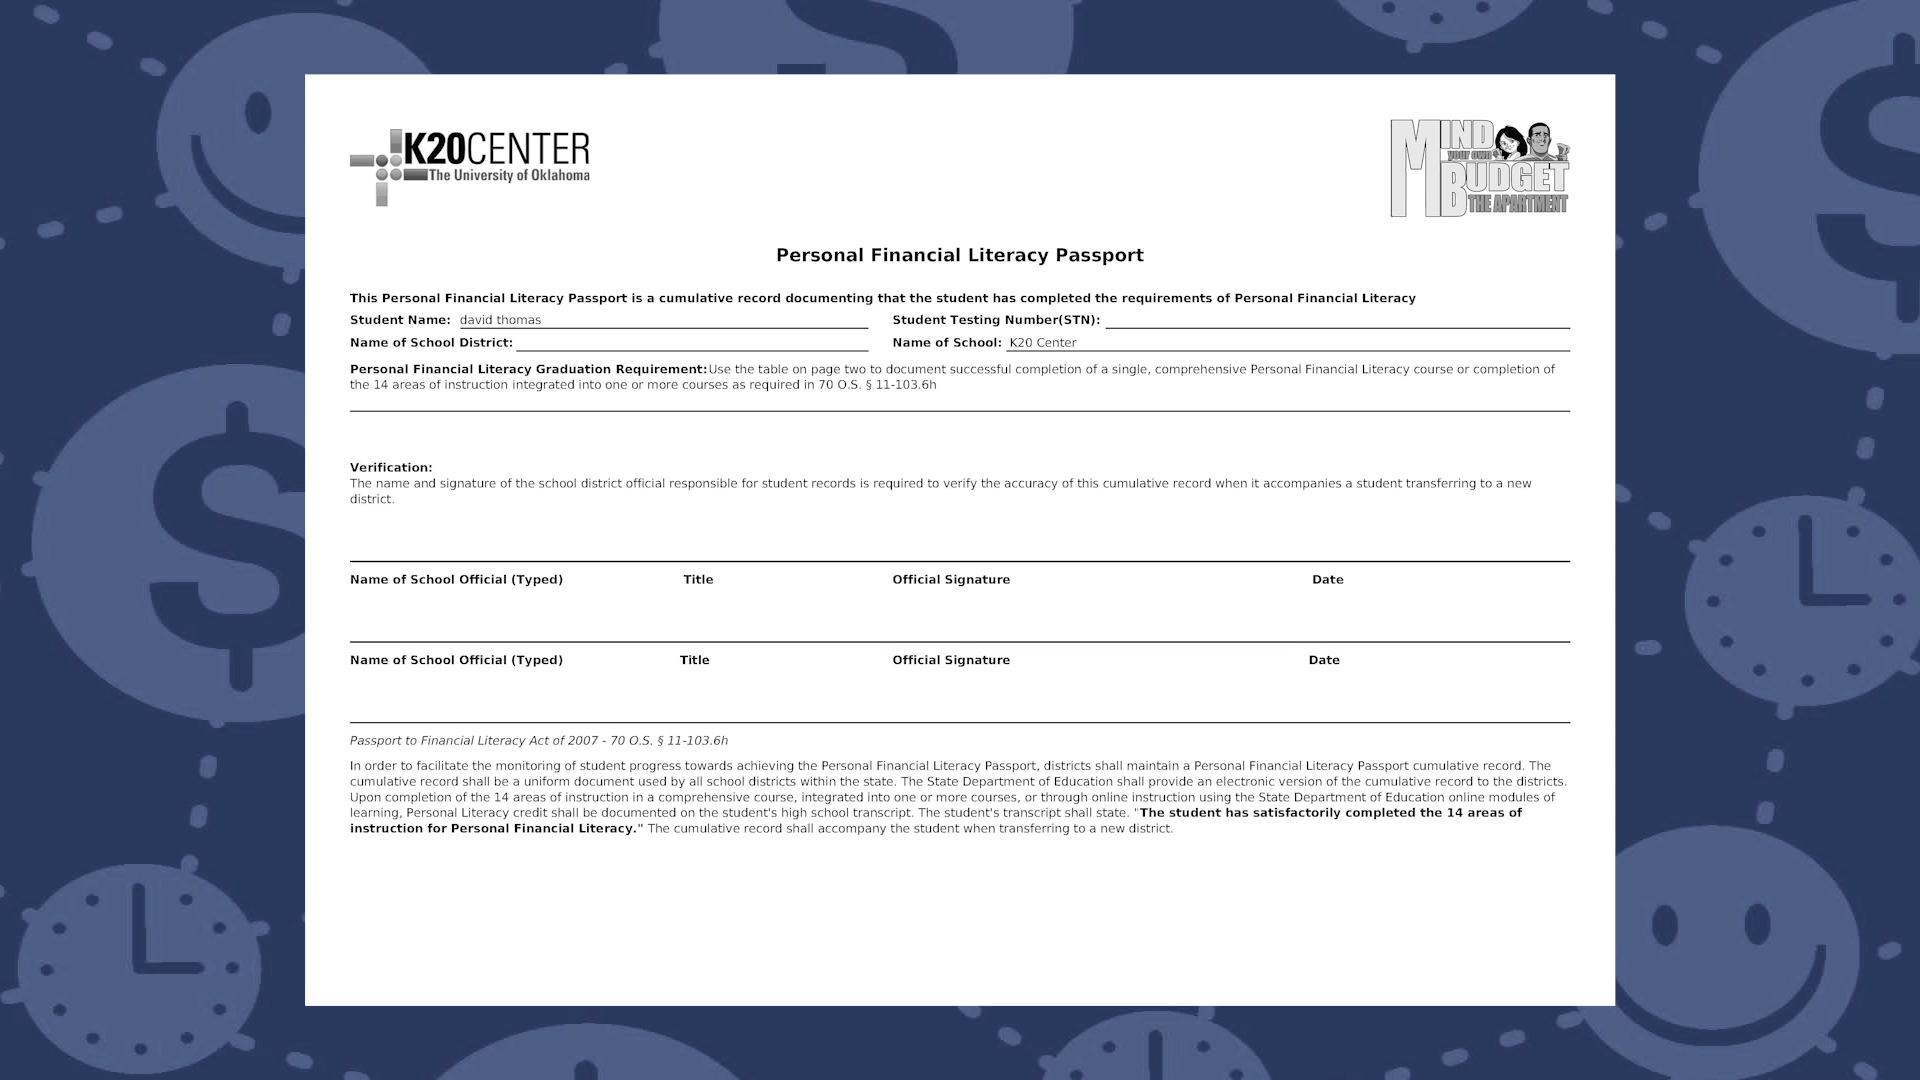 K20CENTER
The University of Oklahoma
MIND
your own
BUDGET
THE APARTMENT
Personal Financial Literacy Passport
This Personal Financial Literacy Passport is a cumulative record documenting that the student has completed the requirements of Personal Financial Literacy
Student Name: david thomas Student Testing Number(STN):
Name of School District: Name of School: K20 Center
Personal Financial Literacy Graduation Requirement:Use the table on page two to document successful completion of a single, comprehensive Personal Financial Literacy course or completion of
the 14 areas of instruction integrated into one or more courses as required in 70 O.S. § 11-103.6h
Verification:
The name and signature of the school district official responsible for student records is required to verify the accuracy of this cumulative record when it accompanies a student transferring to a new
district.
Name of School Official (Typed) Title Official Signature Date
Name of School Official (Typed) Title Official Signature Date
Passport to Financial Literacy Act of 2007 - 70 O.S. § 11-103.6h
In order to facilitate the monitoring of student progress towards achieving the Personal Financial Literacy Passport, districts shall maintain a Personal Financial Literacy Passport cumulative record. The
cumulative record shall be a uniform document used by all school districts within the state. The State Department of Education shall provide an electronic version of the cumulative record to the districts.
Upon completion of the 14 areas of instruction in a comprehensive course, integrated into one or more courses, or through online instruction using the State Department of Education online modules of
learning, Personal Literacy credit shall be documented on the student's high school transcript. The student's transcript shall state. "The student has satisfactorily completed the 14 areas of
instruction for Personal Financial Literacy." The cumulative record shall accompany the student when transferring to a new district.